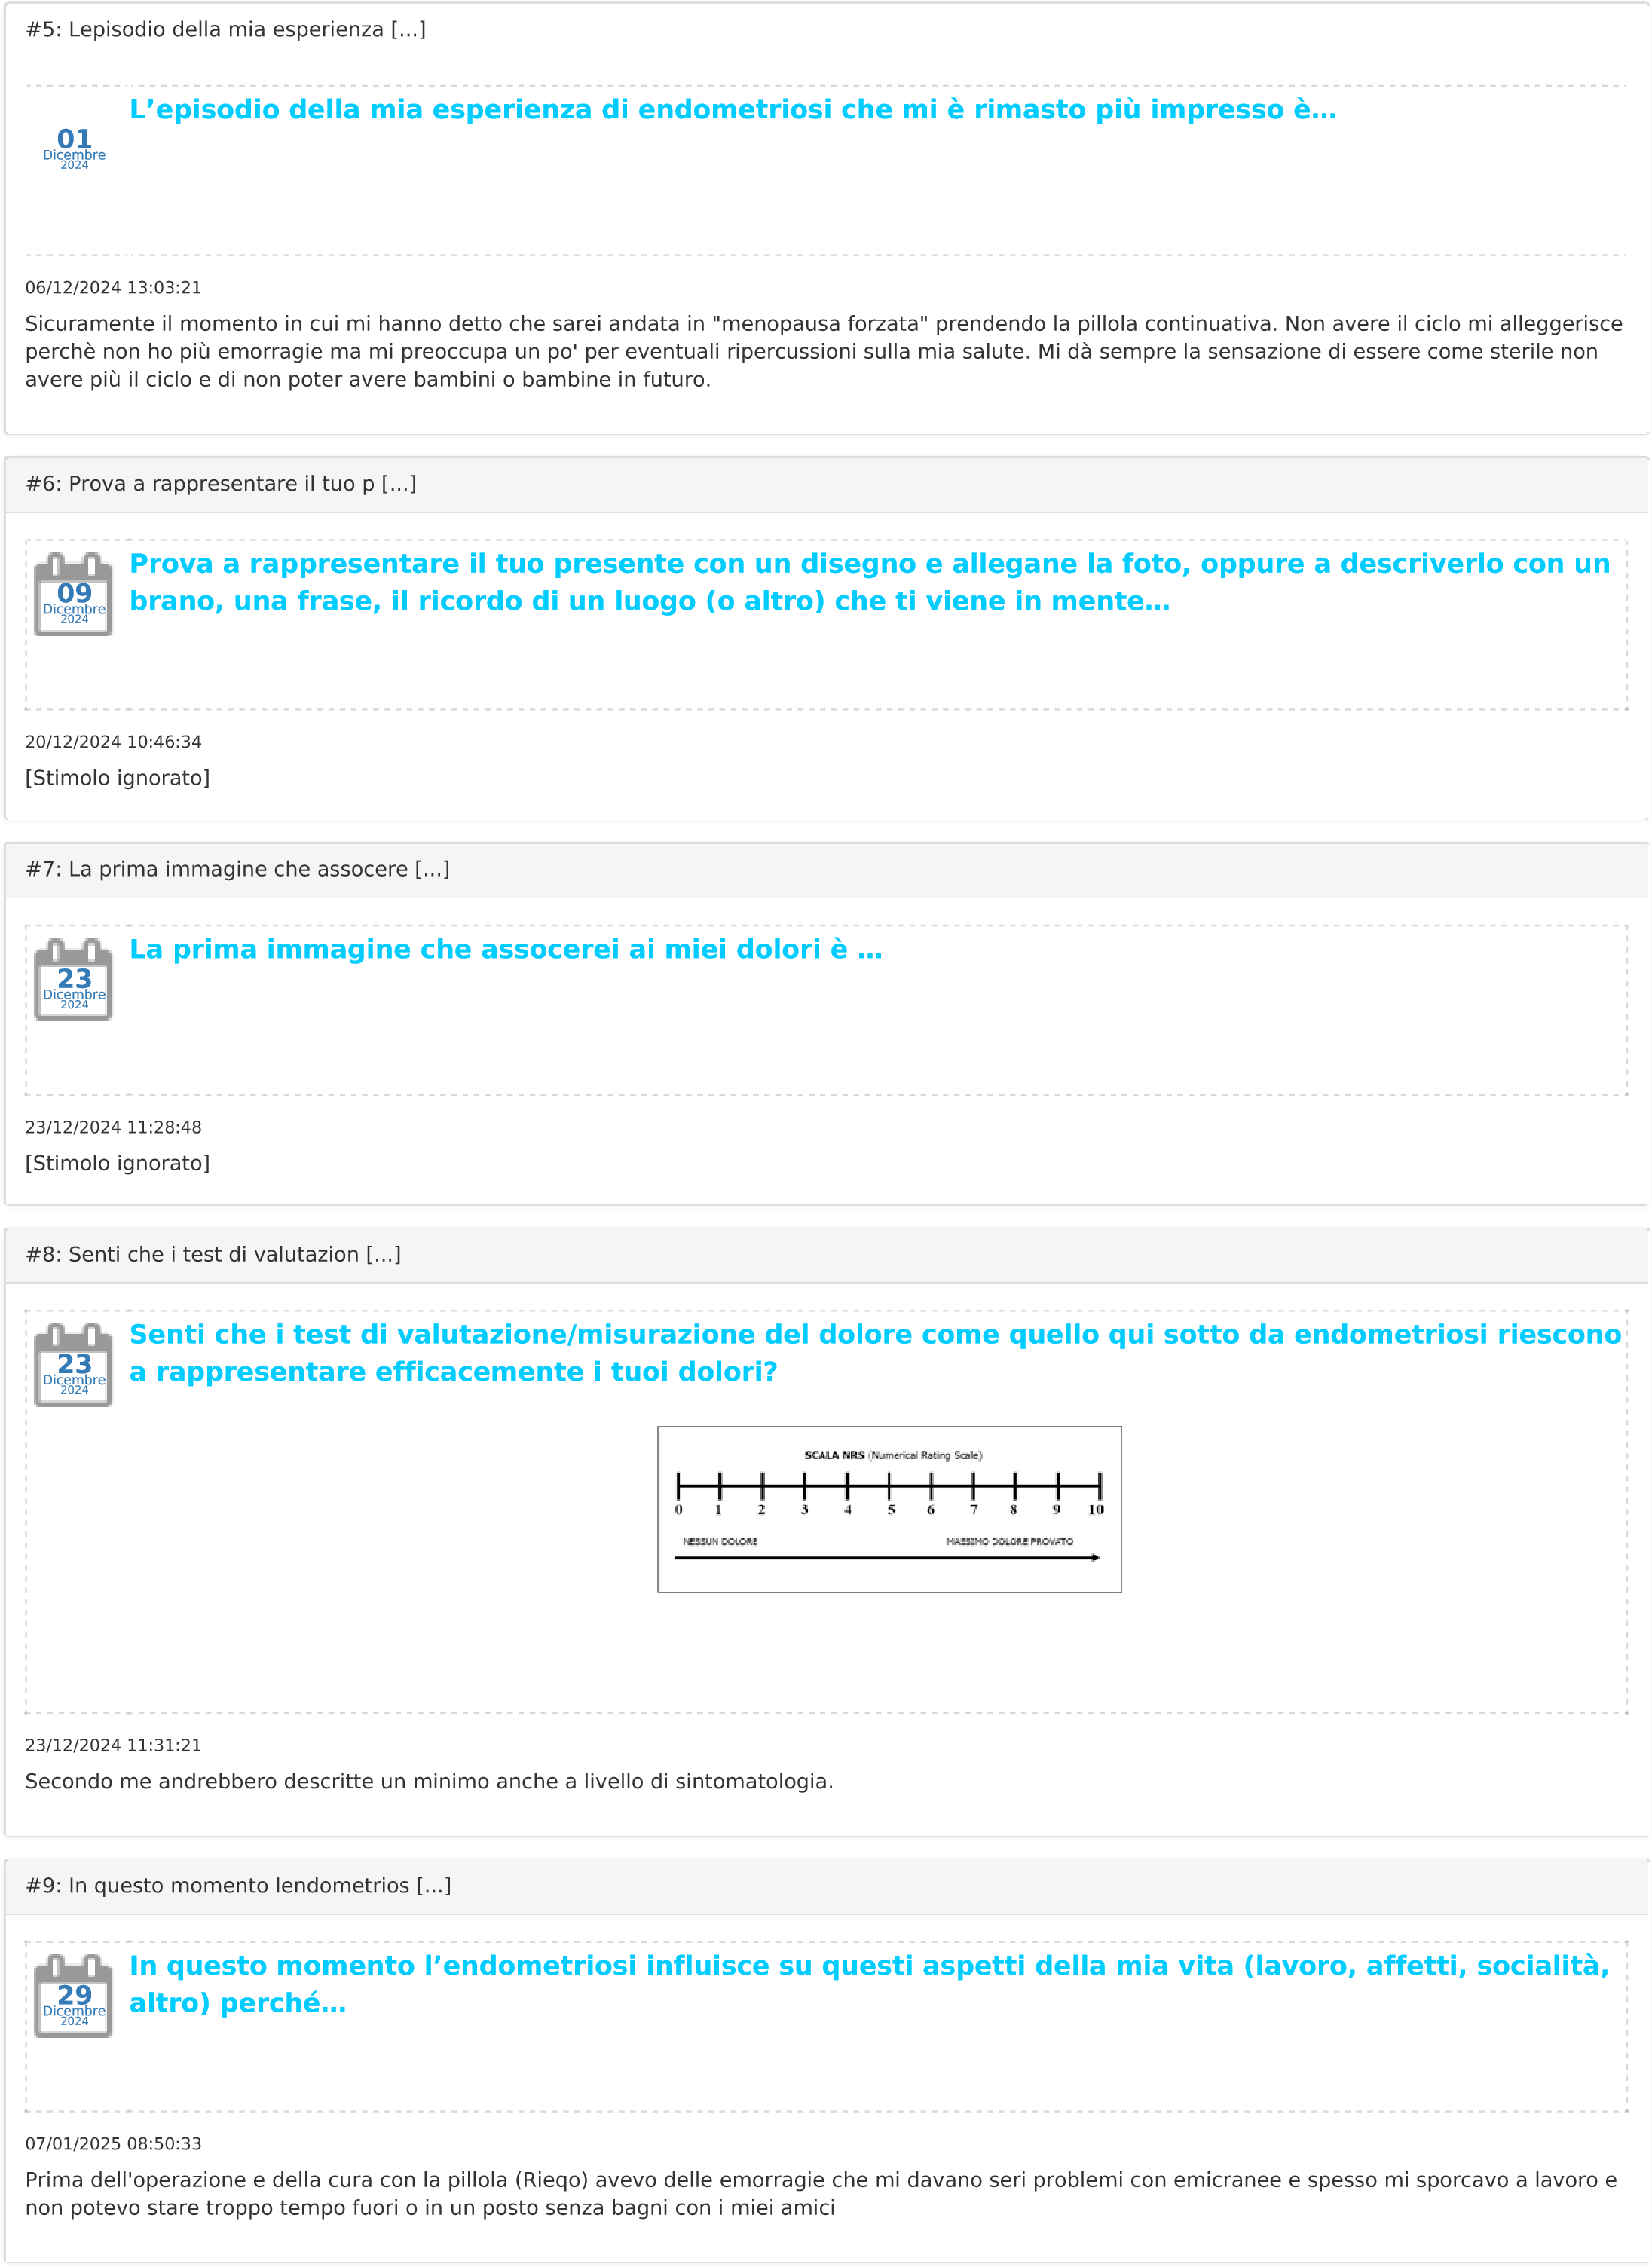 #5: Lepisodio della mia esperienza [...]
L’episodio della mia esperienza di endometriosi che mi è rimasto più impresso è…
01
Dicembre
2024
06/12/2024 13:03:21
Sicuramente il momento in cui mi hanno detto che sarei andata in "menopausa forzata" prendendo la pillola continuativa. Non avere il ciclo mi alleggerisce
perchè non ho più emorragie ma mi preoccupa un po' per eventuali ripercussioni sulla mia salute. Mi dà sempre la sensazione di essere come sterile non
avere più il ciclo e di non poter avere bambini o bambine in futuro.
#6: Prova a rappresentare il tuo p [...]
Prova a rappresentare il tuo presente con un disegno e allegane la foto, oppure a descriverlo con un
brano, una frase, il ricordo di un luogo (o altro) che ti viene in mente…
09
Dicembre
2024
20/12/2024 10:46:34
[Stimolo ignorato]
#7: La prima immagine che assocere [...]
La prima immagine che assocerei ai miei dolori è …
23
Dicembre
2024
23/12/2024 11:28:48
[Stimolo ignorato]
#8: Senti che i test di valutazion [...]
Senti che i test di valutazione/misurazione del dolore come quello qui sotto da endometriosi riescono
a rappresentare efficacemente i tuoi dolori?
23
Dicembre
2024
SCALA NRS (Numerical Rating Scale)
0 1 2 3 4 5 6 7 8 9 10
NESSUN DOLORE MASSIMO DOLORE PROVATO
23/12/2024 11:31:21
Secondo me andrebbero descritte un minimo anche a livello di sintomatologia.
#9: In questo momento lendometrios [...]
In questo momento l’endometriosi influisce su questi aspetti della mia vita (lavoro, affetti, socialità,
altro) perché…
29
Dicembre
2024
07/01/2025 08:50:33
Prima dell'operazione e della cura con la pillola (Rieqo) avevo delle emorragie che mi davano seri problemi con emicranee e spesso mi sporcavo a lavoro e
non potevo stare troppo tempo fuori o in un posto senza bagni con i miei amici